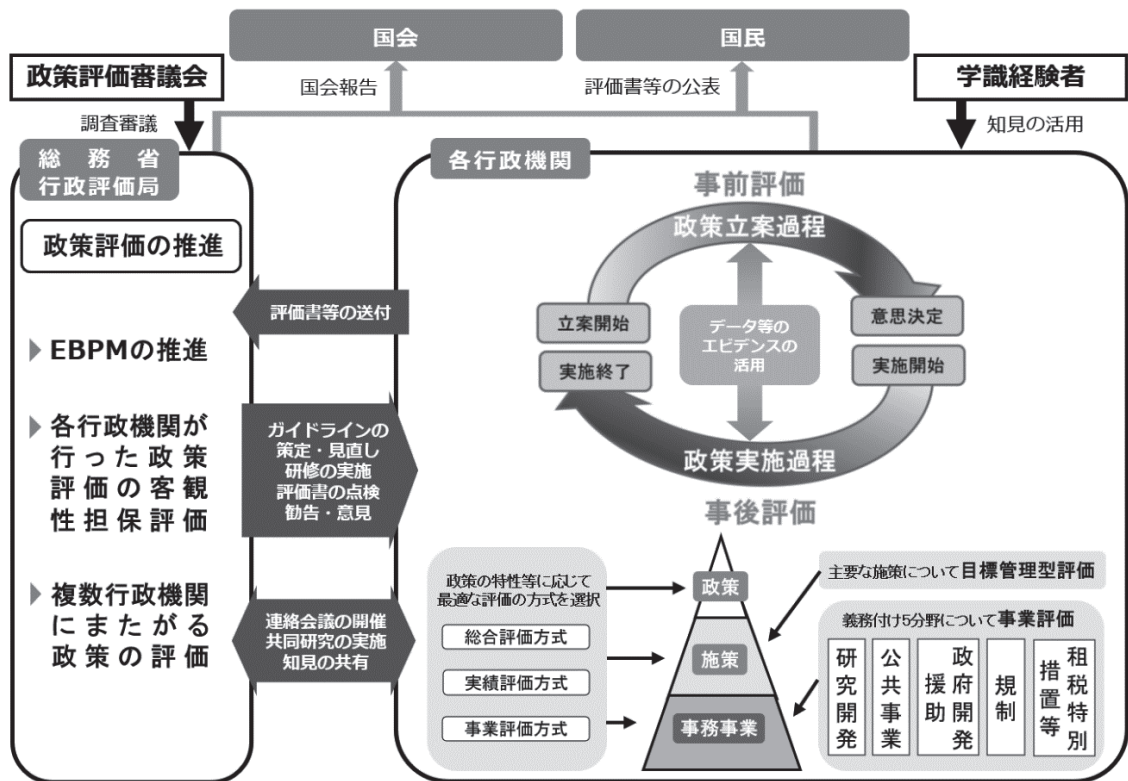 国会
国民
政策評価審議会
国会報告
評価書等の公表
学識経験者
調査審議
知見の活用
総務省
行政評価局
政策評価の推進
EBPMの推進
各行政機関が
行った政策
評価の客観
性担保評価
複数行政機関
にまたがる
政策の評価
評価書等の送付
ガイドラインの
策定・見直し
研修の実施
評価書の点検
勧告・意見
連絡会議の開催
共同研究の実施
知見の共有
各行政機関
事前評価
政策立案過程
立案開始
意思決定
データ等の
エビデンスの
活用
実施終了
実施開始
政策実施過程
事後評価
政策の特性等に応じて
最適な評価の方式を選択
総合評価方式
実績評価方式
事業評価方式
政策
施策
事務事業
主要な施策について目標管理型評価
義務付け5分野について事業評価
研究開発
公共事業
政府開発
援助
規制
租税特別
措置等